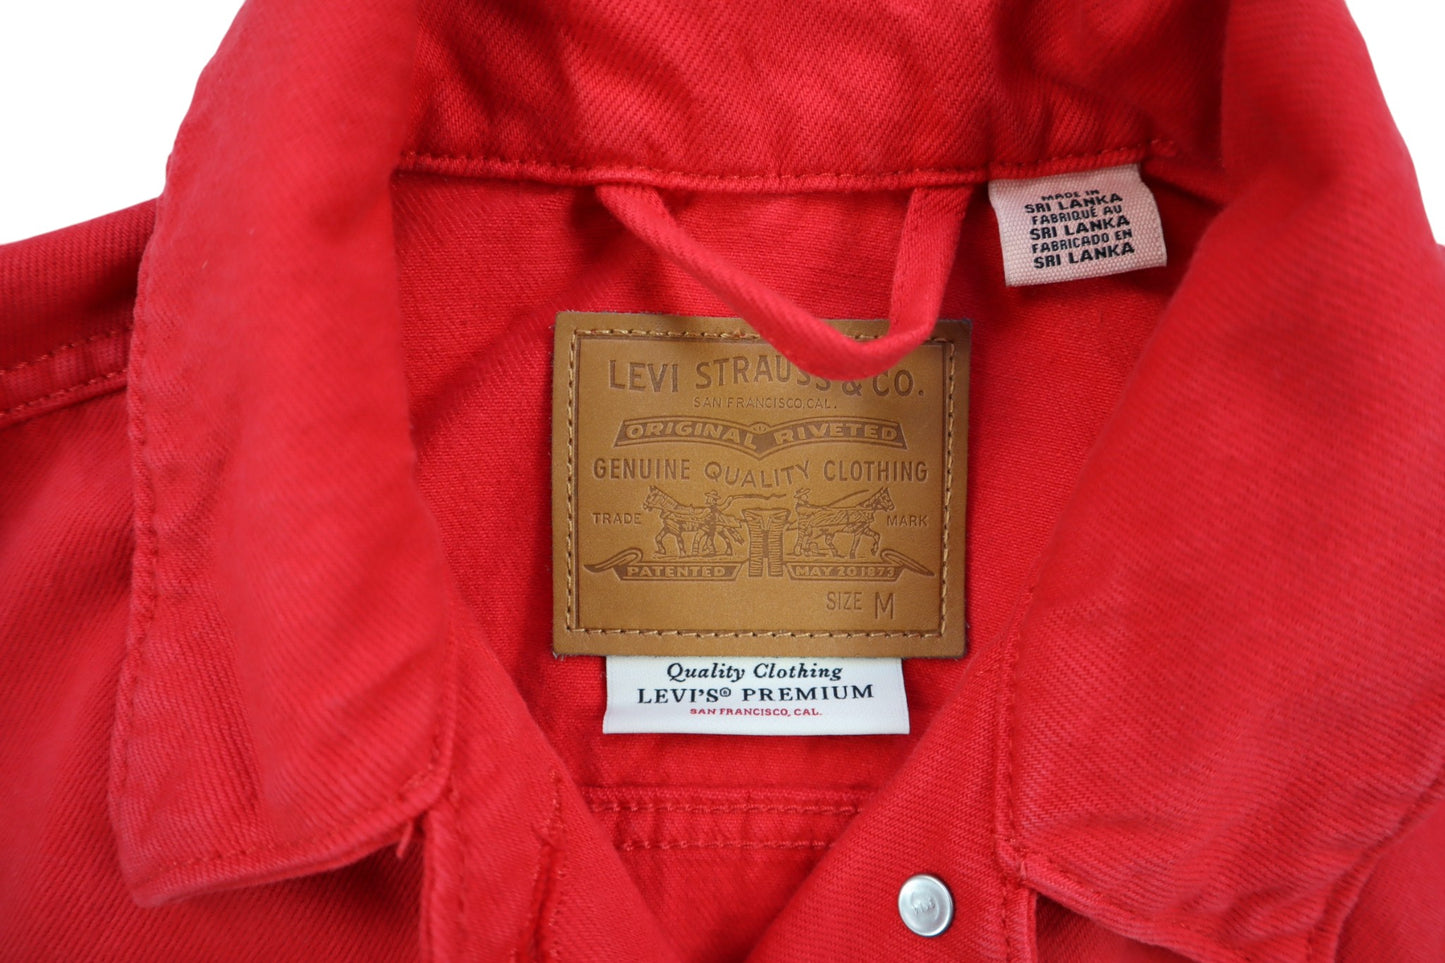 MADE IN
SRI LANKA
FABRIQUÉ AU
SRI LANKA
FABRICADO EN
SRI LANKA
LEVI STRAUSS & CO.
SAN FRANCISCO, CAL.
ORIGINAL RIVETED
GENUINE QUALITY CLOTHING
TRADE MARK
PATENTED MAY 20 1873
SIZE M
Quality Clothing
LEVI'S® PREMIUM
SAN FRANCISCO, CAL.